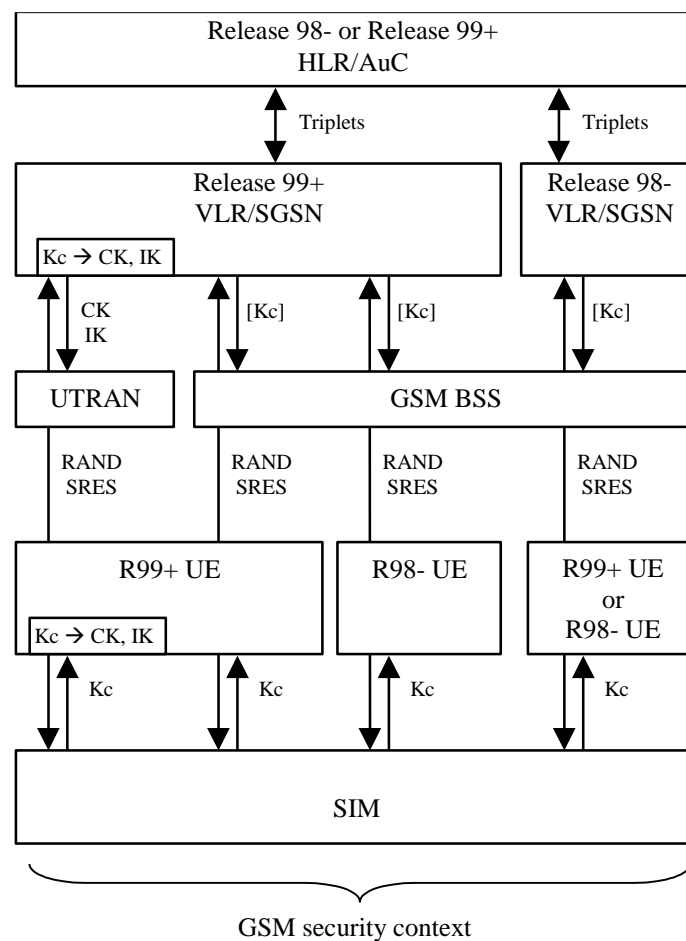 Release 98- or Release 99+
HLR/AuC
Triplets
Triplets
Release 99+
VLR/SGSN
Release 98-
VLR/SGSN
Kc → CK, IK
CK
IK
[Kc]
[Kc]
[Kc]
UTRAN
GSM BSS
RAND
SRES
RAND
SRES
RAND
SRES
RAND
SRES
R99+ UE
R98- UE
R99+ UE
or
R98- UE
Kc → CK, IK
Kc
Kc
Kc
Kc
SIM
GSM security context